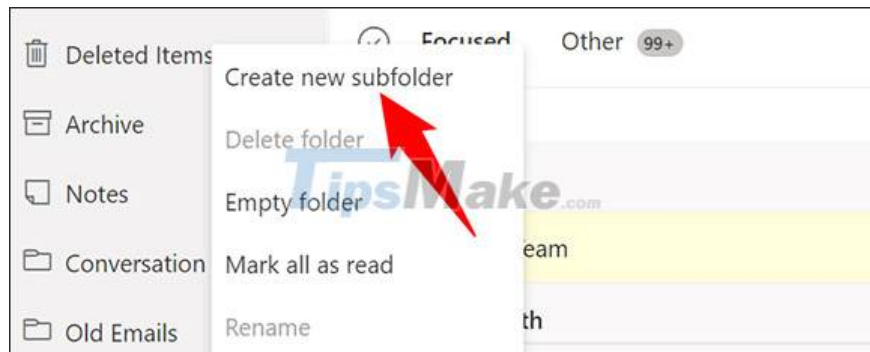 Deleted Items
Archive
Notes
Conversation
Old Emails
Create new subfolder
Delete folder
Empty folder
Mark all as read
Rename
Focused
Other 99+
eam
th
TipsMake.com